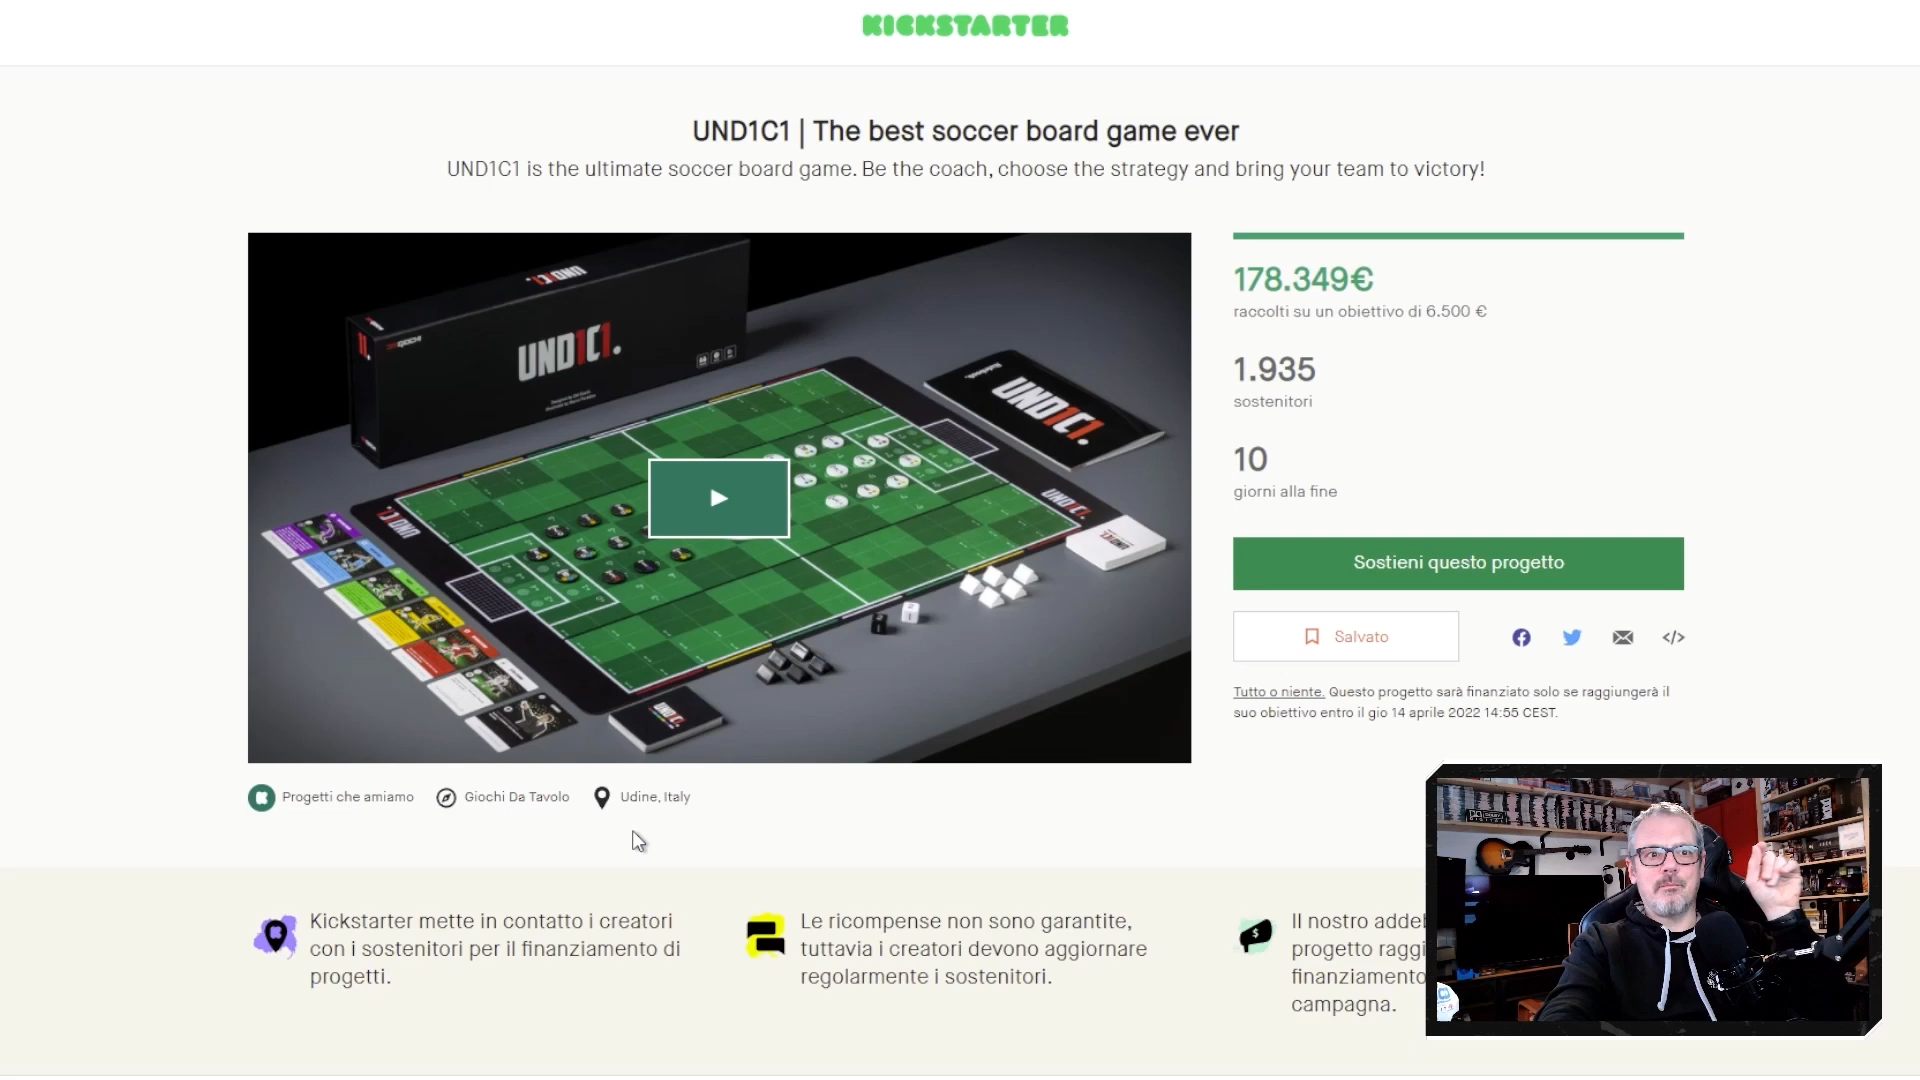 KICKSTARTER
UND1C1 | The best soccer board game ever
UND1C1 is the ultimate soccer board game. Be the coach, choose the strategy and bring your team to victory!
UND1C1.
UND1C1.
UND1C1.
UND1C1
UND1C1
178.349€
raccolti su un obiettivo di 6.500 €
1.935
sostenitori
10
giorni alla fine
Sostieni questo progetto
Salvato
</>
Tutto o niente. Questo progetto sarà finanziato solo se raggiungerà il
suo obiettivo entro il gio 14 aprile 2022 14:55 CEST.
Progetti che amiamo
Giochi Da Tavolo
Udine, Italy
Kickstarter mette in contatto i creatori
con i sostenitori per il finanziamento di
progetti.
Le ricompense non sono garantite,
tuttavia i creatori devono aggiornare
regolarmente i sostenitori.
Il nostro
progetto
finanziamento
campagna.